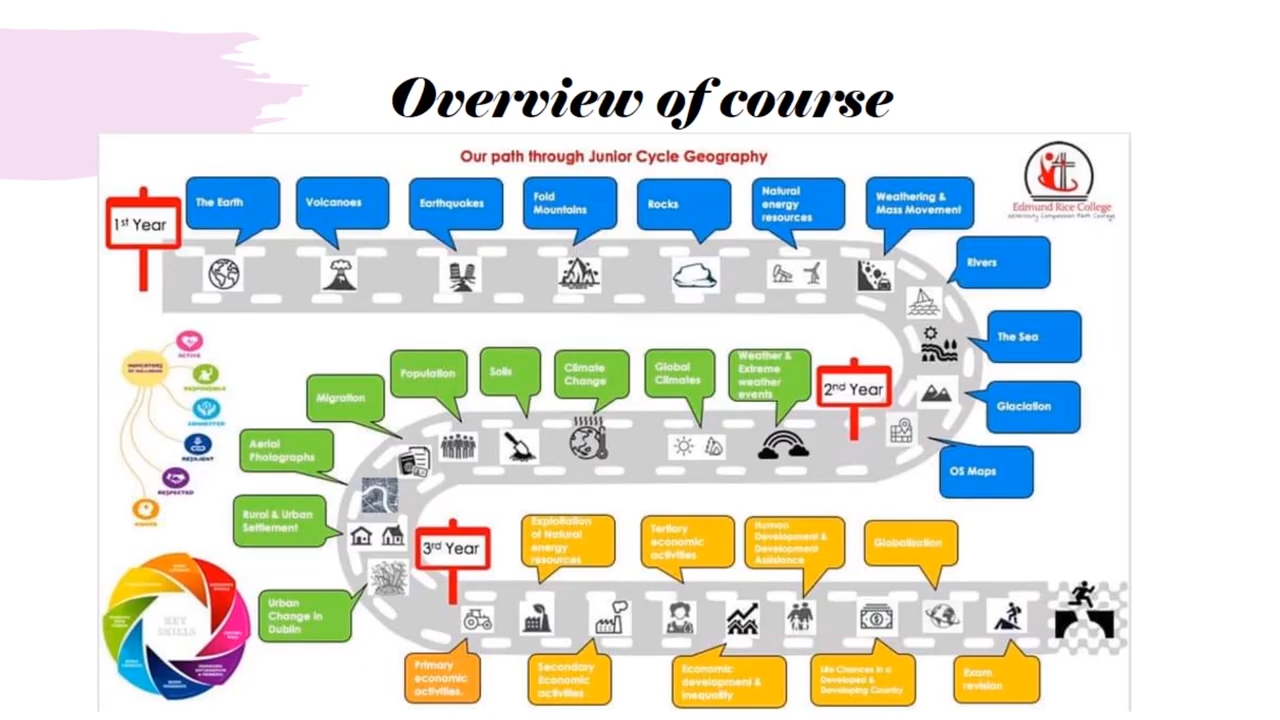 Overview of course
Our path through Junior Cycle Geography
Edmund Rice College
1st Year
The Earth
Volcanoes
Earthquakes
Fold
Mountains
Rocks
Natural
energy
resources
Weathering &
Mass Movement
Rivers
The Sea
Glaciation
OS Maps
2nd Year
Weather &
Extreme
weather
events
Global
Climates
Climate
Change
Soils
Population
Migration
Aerial
Photographs
Rural & Urban
Settlement
Urban
Change in
Dublin
3rd Year
Primary
economic
activities.
Exploitation
of Natural
energy
resources
Secondary
Economic
activities
Tertiary
economic
activities
Economic
development &
inequality
Human
Development &
Development
Assistance
Life Chances in a
Developed &
Developing Country
Globalisation
Exam
revision
INDICATORS
OF WELLBEING
ACTIVE
RESPONSIBLE
CONNECTED
RESILIENT
RESPECTED
AWARE
KEY
SKILLS